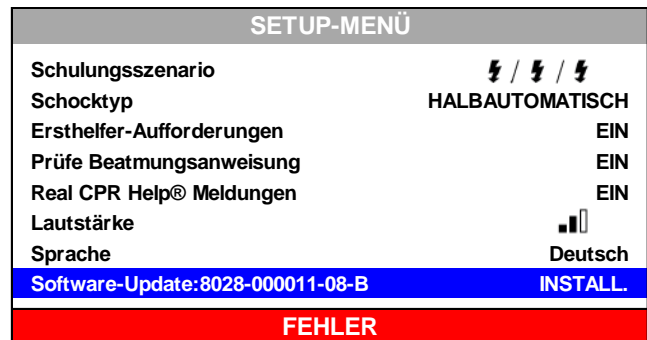 SETUP-MENÜ
Schulungsszenario / /
Schocktyp HALBAUTOMATISCH
Ersthelfer-Aufforderungen EIN
Prüfe Beatmungsanweisung EIN
Real CPR Help® Meldungen EIN
Lautstärke
Sprache Deutsch
Software-Update:8028-000011-08-B INSTALL.
FEHLER